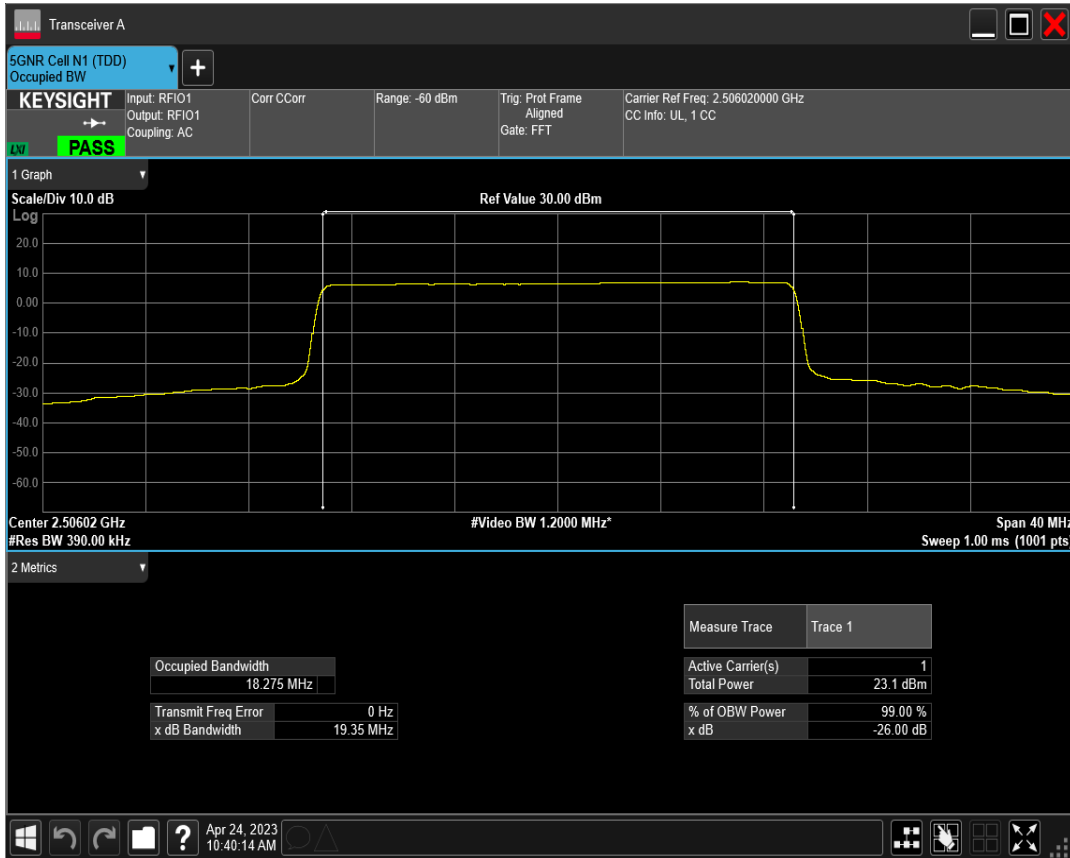 Transceiver A
5GNR Cell N1 (TDD)
Occupied BW
+
KEYSIGHT
LXI
PASS
Input: RFIO1
Output: RFIO1
Coupling: AC
Corr CCorr
Range: -60 dBm
Trig: Prot Frame
Aligned
Gate: FFT
Carrier Ref Freq: 2.506020000 GHz
CC Info: UL, 1 CC
1 Graph
Scale/Div 10.0 dB
Ref Value 30.00 dBm
Log
20.0
10.0
0.00
-10.0
-20.0
-30.0
-40.0
-50.0
-60.0
Center 2.50602 GHz
#Video BW 1.2000 MHz*
Span 40 MHz
#Res BW 390.00 kHz
Sweep 1.00 ms (1001 pts)
2 Metrics
Measure Trace Trace 1
Occupied Bandwidth
18.275 MHz
Active Carrier(s) 1
Total Power 23.1 dBm
Transmit Freq Error 0 Hz
x dB Bandwidth 19.35 MHz
% of OBW Power 99.00 %
x dB -26.00 dB
?
Apr 24, 2023
10:40:14 AM